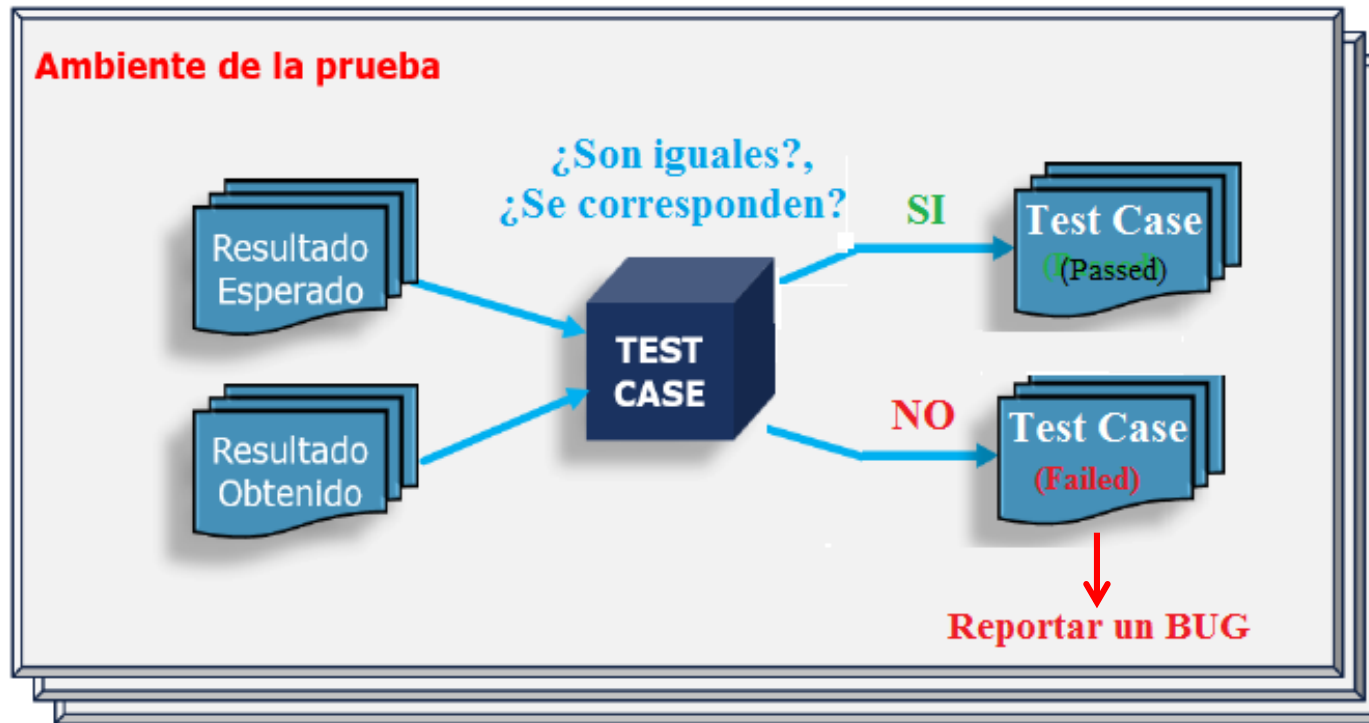 Ambiente de la prueba
¿Son iguales?,
¿Se corresponden?
Resultado
Esperado
Resultado
Obtenido
TEST
CASE
SI
Test Case
(Passed)
NO
Test Case
(Failed)
Reportar un BUG